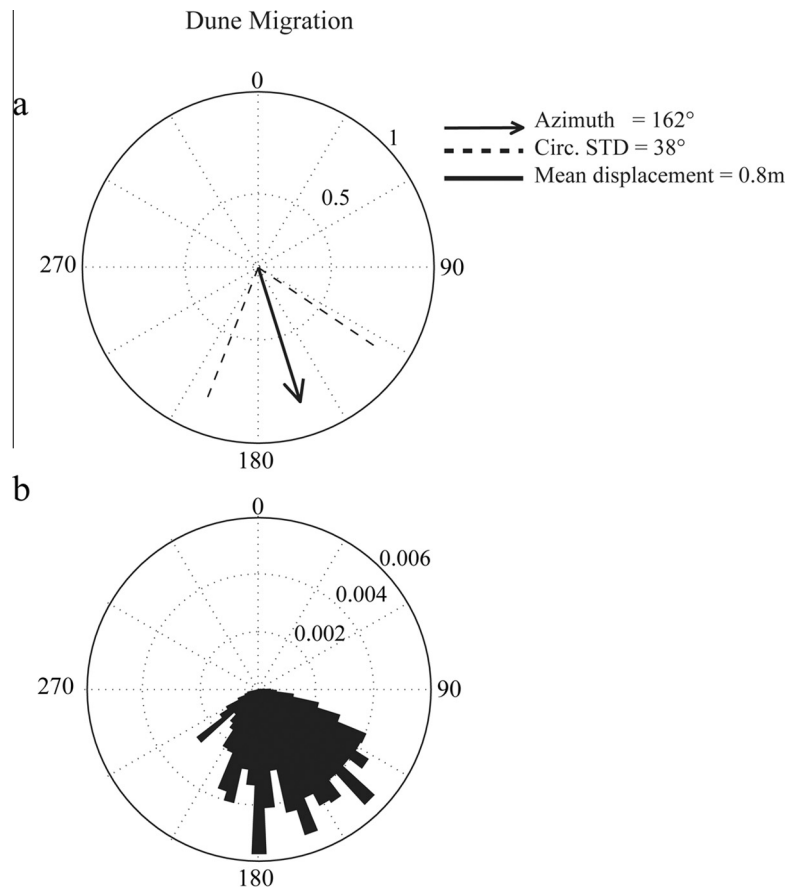 Dune Migration
a
0
1
0.5
270
90
180
Azimuth = 162°
Circ. STD = 38°
Mean displacement = 0.8m
b
0
0.006
0.004
0.002
270
90
180